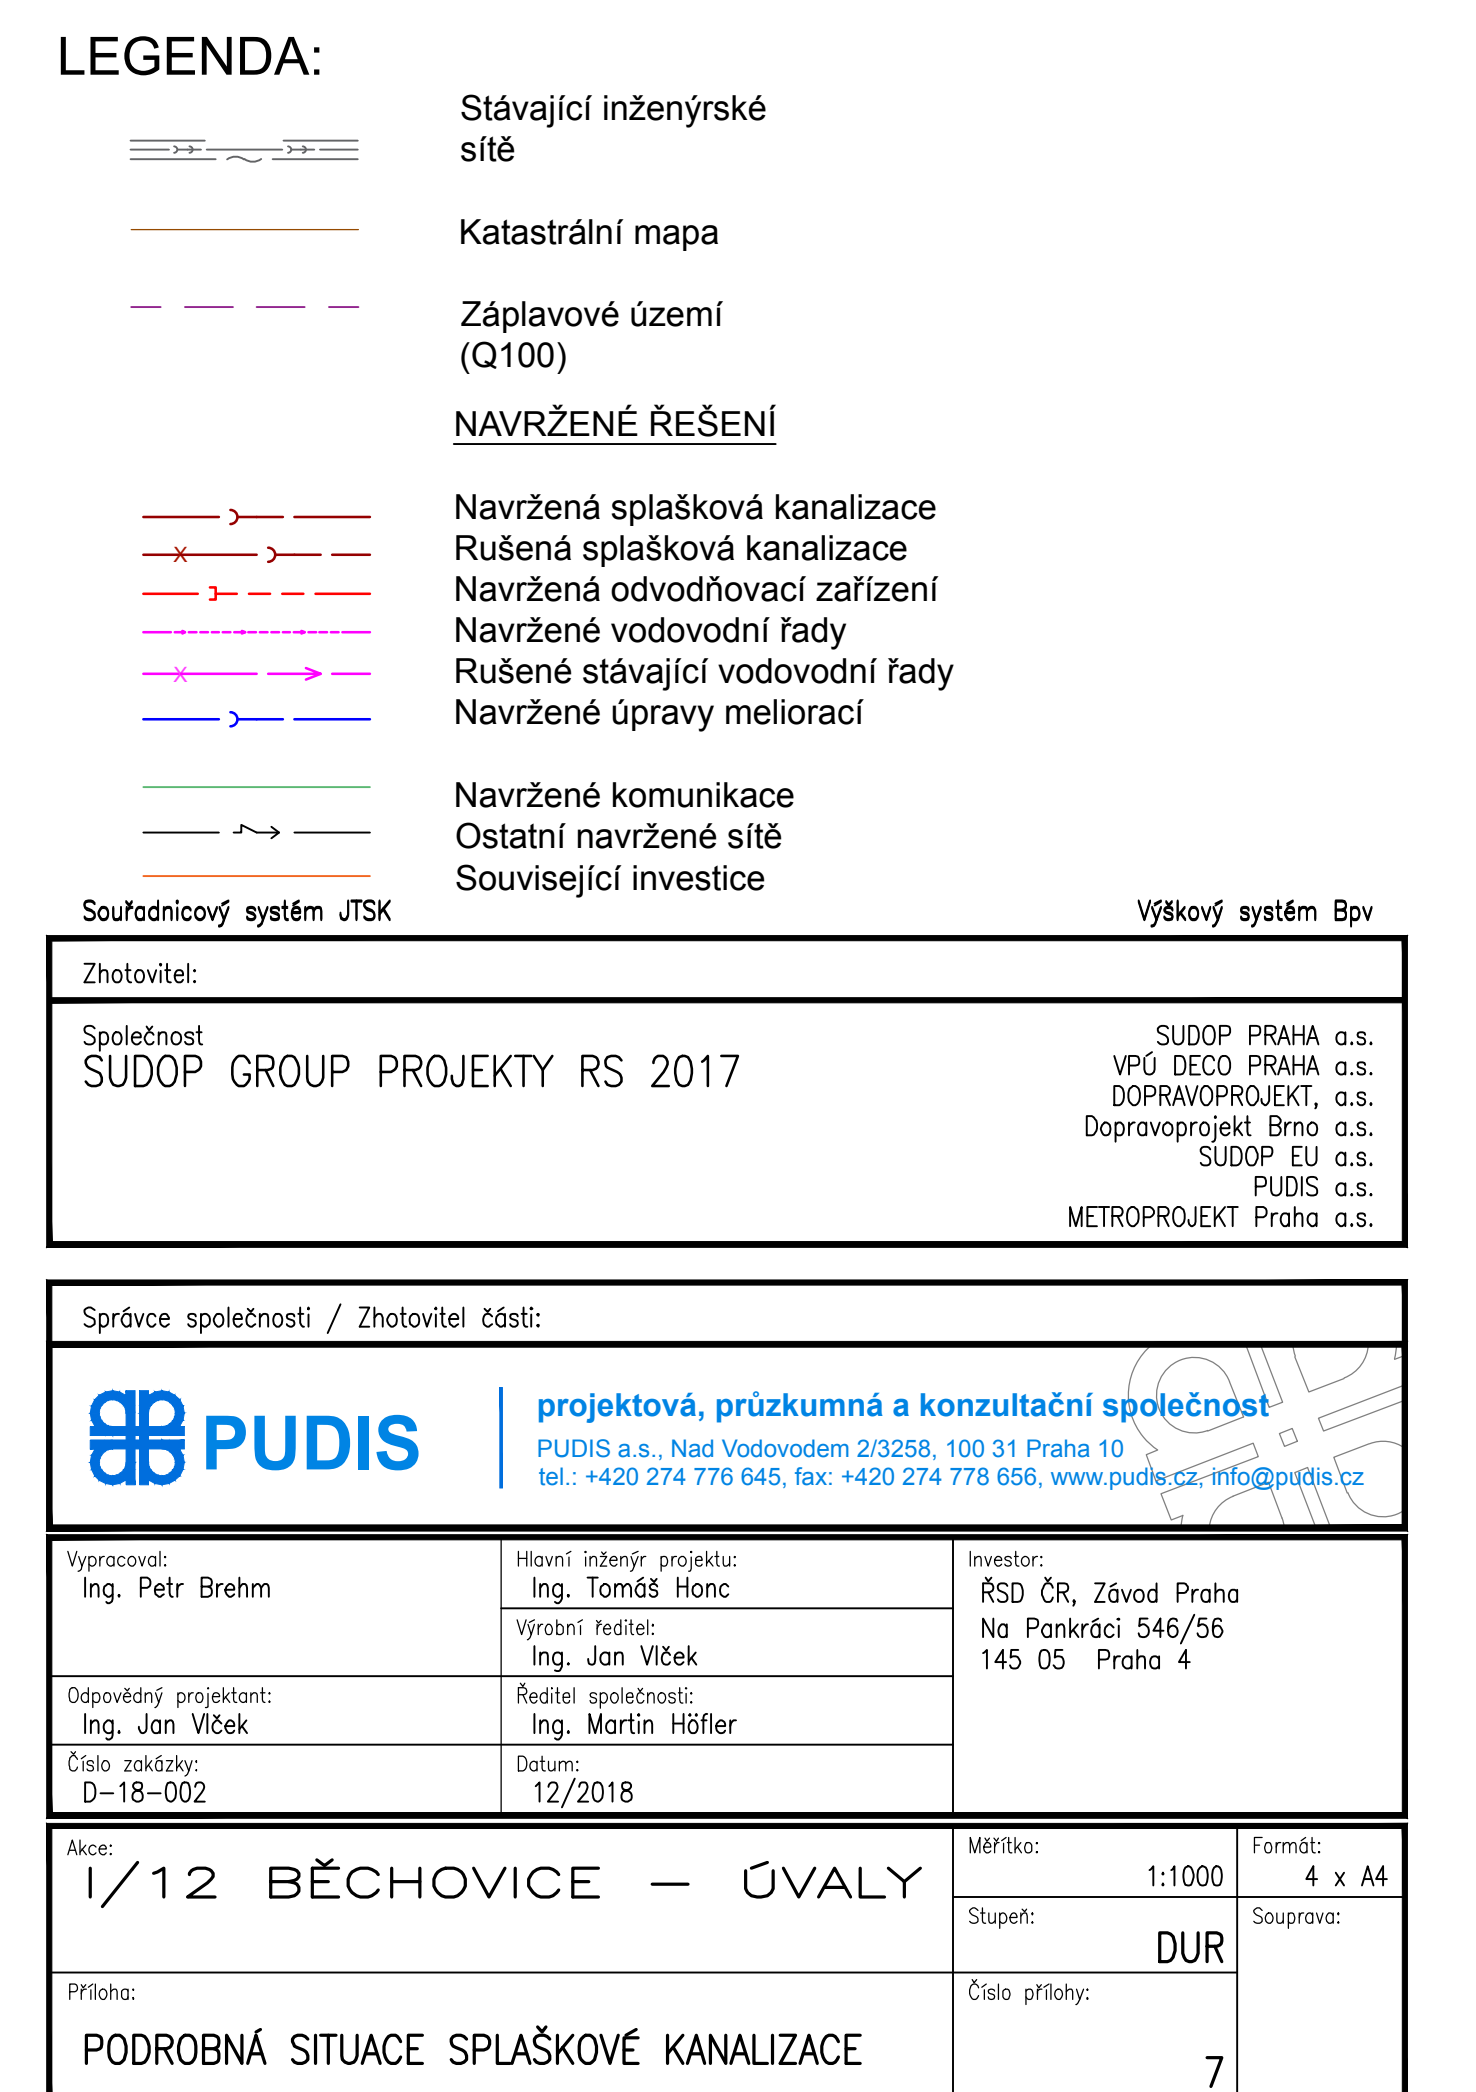 LEGENDA:
Stávající inženýrské
sítě
Katastrální mapa
Záplavové území
(Q100)
NAVRŽENÉ ŘEŠENÍ
Navržená splašková kanalizace
Rušená splašková kanalizace
Navržená odvodňovací zařízení
Navržené vodovodní řady
Rušené stávající vodovodní řady
Navržené úpravy meliorací
Navržené komunikace
Ostatní navržené sítě
Související investice
Souřadnicový systém JTSK
Výškový systém Bpv
Zhotovitel:
Společnost
SUDOP GROUP PROJEKTY RS 2017
SUDOP PRAHA a.s.
VPÚ DECO PRAHA a.s.
DOPRAVOPROJEKT, a.s.
Dopravoprojekt Brno a.s.
SUDOP EU a.s.
PUDIS a.s.
METROPROJEKT Praha a.s.
Správce společnosti / Zhotovitel části:
PUDIS
projektová, průzkumná a konzultační společnost
PUDIS a.s., Nad Vodovodem 2/3258, 100 31 Praha 10
tel.: +420 274 776 645, fax: +420 274 778 656, www.pudis.cz, info@pudis.cz
Vypracoval:
Ing. Petr Brehm
Hlavní inženýr projektu:
Ing. Tomáš Honc
Výrobní ředitel:
Ing. Jan Vlček
Investor:
ŘSD ČR, Závod Praha
Na Pankráci 546/56
145 05 Praha 4
Odpovědný projektant:
Ing. Jan Vlček
Ředitel společnosti:
Ing. Martin Höfler
Číslo zakázky:
D-18-002
Datum:
12/2018
Akce:
I/12 BĚCHOVICE – ÚVALY
Měřítko:
1:1000
Formát:
4 x A4
Stupeň:
DUR
Souprava:
Příloha:
PODROBNÁ SITUACE SPLAŠKOVÉ KANALIZACE
Číslo přílohy:
7